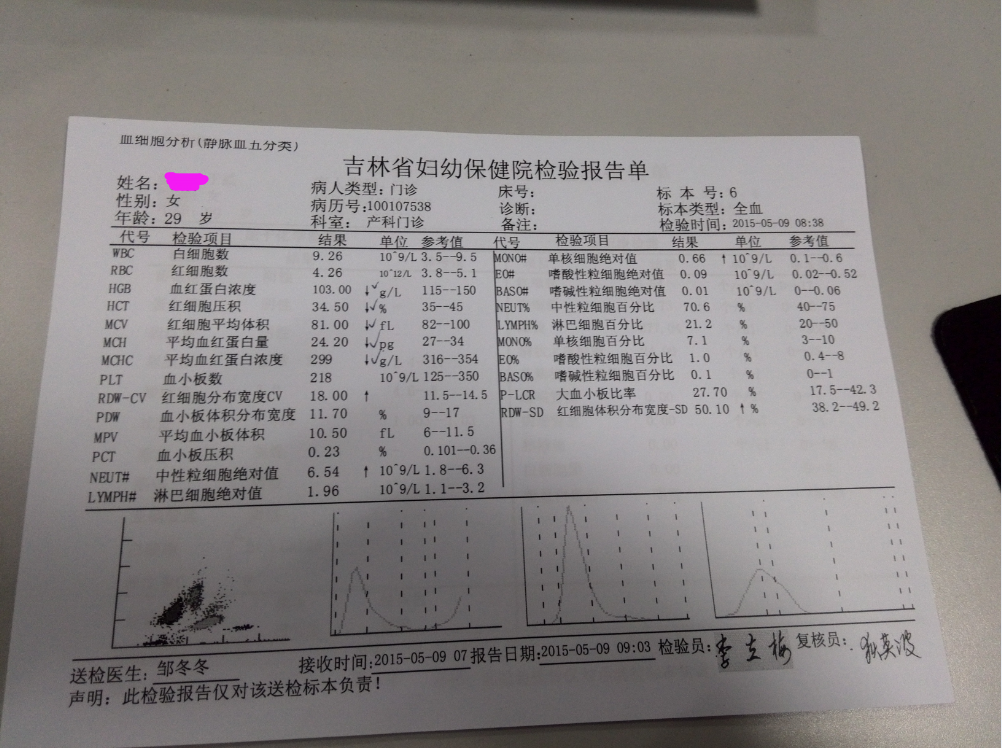 血细胞分析(静脉血五分类)
吉林省妇幼保健院检验报告单
姓名: 病人类型: 门诊 床号: 标 本 号: 6
性别: 女 病历号: 100107538 诊断: 标本类型: 全血
年龄: 29 岁 科室: 产科门诊 备注: 检验时间: 2015-05-09 08:38
代号 检验项目 结果 单位 参考值 代号 检验项目 结果 单位 参考值
WBC 白细胞数 9.26 10^9/L 3.5--9.5 MONO# 单核细胞绝对值 0.66 ↑ 10^9/L 0.1--0.6
RBC 红细胞数 4.26 10^12/L 3.8--5.1 EO# 嗜酸性粒细胞绝对值 0.09 10^9/L 0.02--0.52
HGB 血红蛋白浓度 103.00 ↓✓ g/L 115--150 BASO# 嗜碱性粒细胞绝对值 0.01 10^9/L 0--0.06
HCT 红细胞压积 34.50 ↓✓ % 35--45 NEUT% 中性粒细胞百分比 70.6 % 40--75
MCV 红细胞平均体积 81.00 ↓✓ fL 82--100 LYMPH% 淋巴细胞百分比 21.2 % 20--50
MCH 平均血红蛋白量 24.20 ↓✓ pg 27--34 MONO% 单核细胞百分比 7.1 % 3--10
MCHC 平均血红蛋白浓度 299 ↓✓ g/L 316--354 EO% 嗜酸性粒细胞百分比 1.0 % 0.4--8
PLT 血小板数 218 10^9/L 125--350 BASO% 嗜碱性粒细胞百分比 0.1 % 0--1
RDW-CV 红细胞分布宽度CV 18.00 ↑ 11.5--14.5 P-LCR 大血小板比率 27.70 % 17.5--42.3
PDW 血小板体积分布宽度 11.70 % 9--17 RDW-SD 红细胞体积分布宽度-SD 50.10 ↑ % 38.2--49.2
MPV 平均血小板体积 10.50 fL 6--11.5
PCT 血小板压积 0.23 % 0.101--0.36
NEUT# 中性粒细胞绝对值 6.54 ↑ 10^9/L 1.8--6.3
LYMPH# 淋巴细胞绝对值 1.96 10^9/L 1.1--3.2
送检医生: 邹冬冬 接收时间: 2015-05-09 07 报告日期: 2015-05-09 09:03 检验员: 李立梅 复核员:
声明: 此检验报告仅对该送检标本负责!